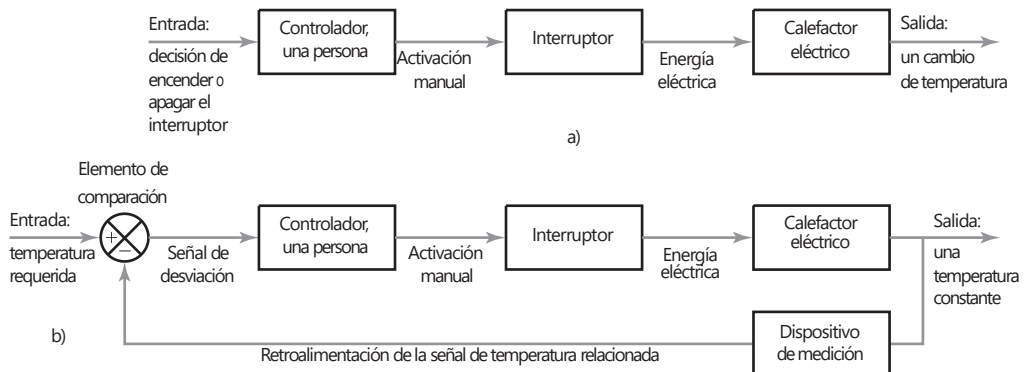 Entrada:
decisión de
encender o
apagar el
interruptor
Controlador,
una persona
Activación
manual
Interruptor
Energía
eléctrica
Calefactor
eléctrico
Salida:
un cambio
de temperatura
a)
Elemento de
comparación
Entrada:
temperatura
requerida
+
−
Señal de
desviación
Controlador,
una persona
Activación
manual
Interruptor
Energía
eléctrica
Calefactor
eléctrico
Salida:
una
temperatura
constante
b)
Dispositivo
de medición
Retroalimentación de la señal de temperatura relacionada